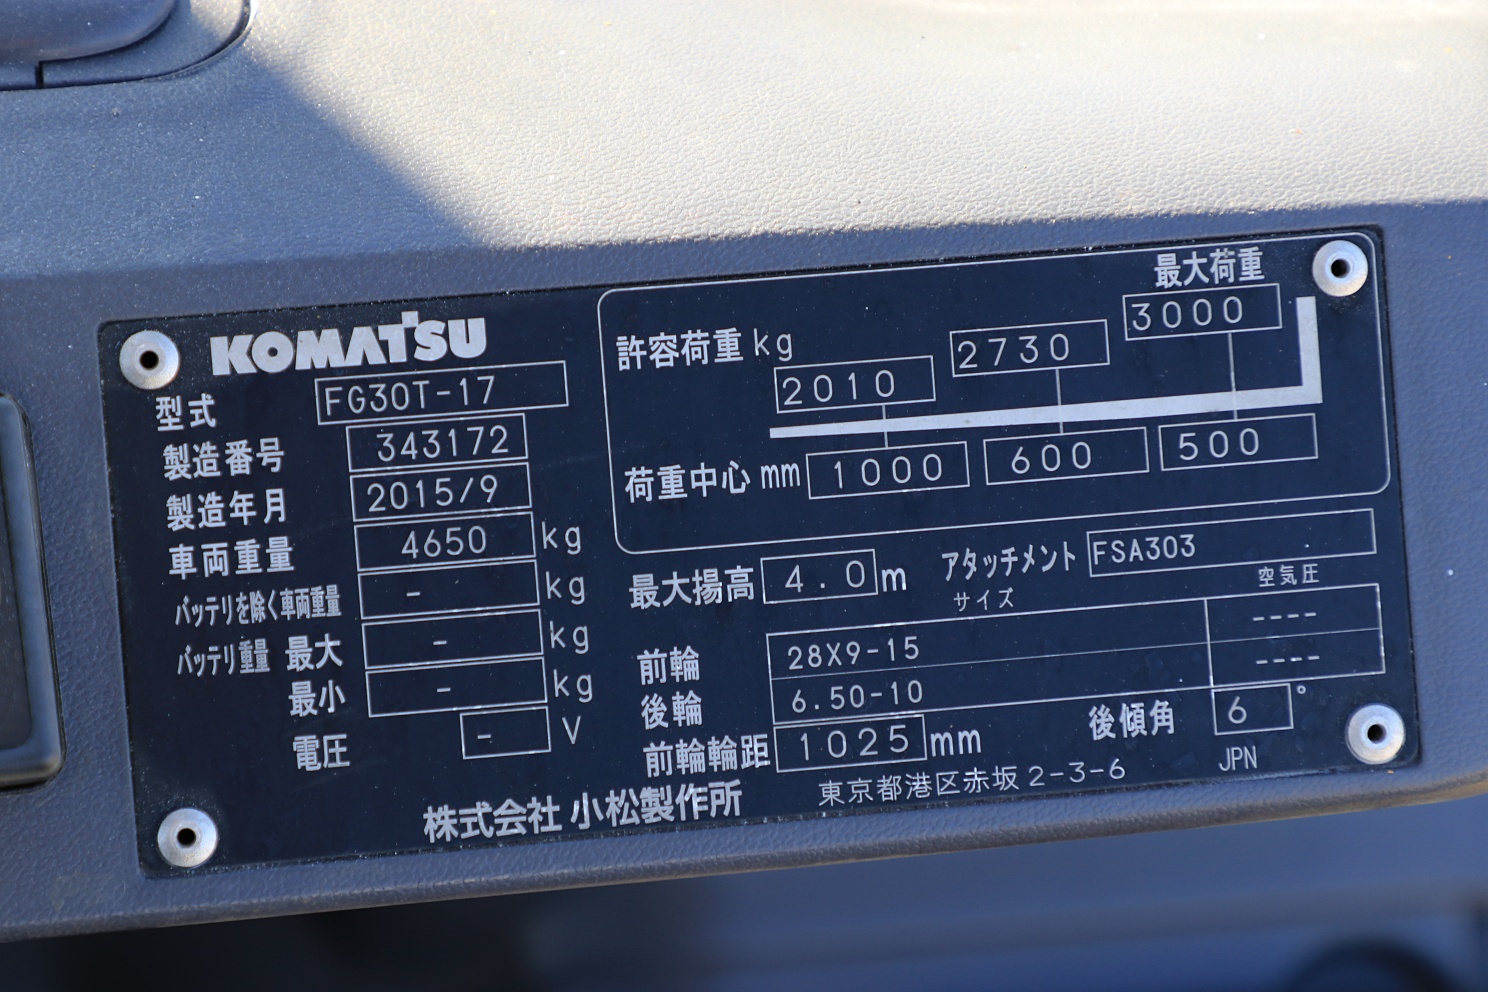 KOMATSU
型式 FG30T-17
製造番号 343172
製造年月 2015/9
車両重量 4650 kg
バッテリを除く車両重量 - kg
バッテリ重量 最大 - kg
最小 - kg
電圧 - V
最大荷重
許容荷重 kg 2010 2730 3000
荷重中心 mm 1000 600 500
最大揚高 4.0 m アタッチメント FSA303
サイズ 空気圧
前輪 28X9-15 ----
後輪 6.50-10 ----
前輪輪距 1025 mm 後傾角 6°
株式会社 小松製作所 東京都港区赤坂2-3-6 JPN